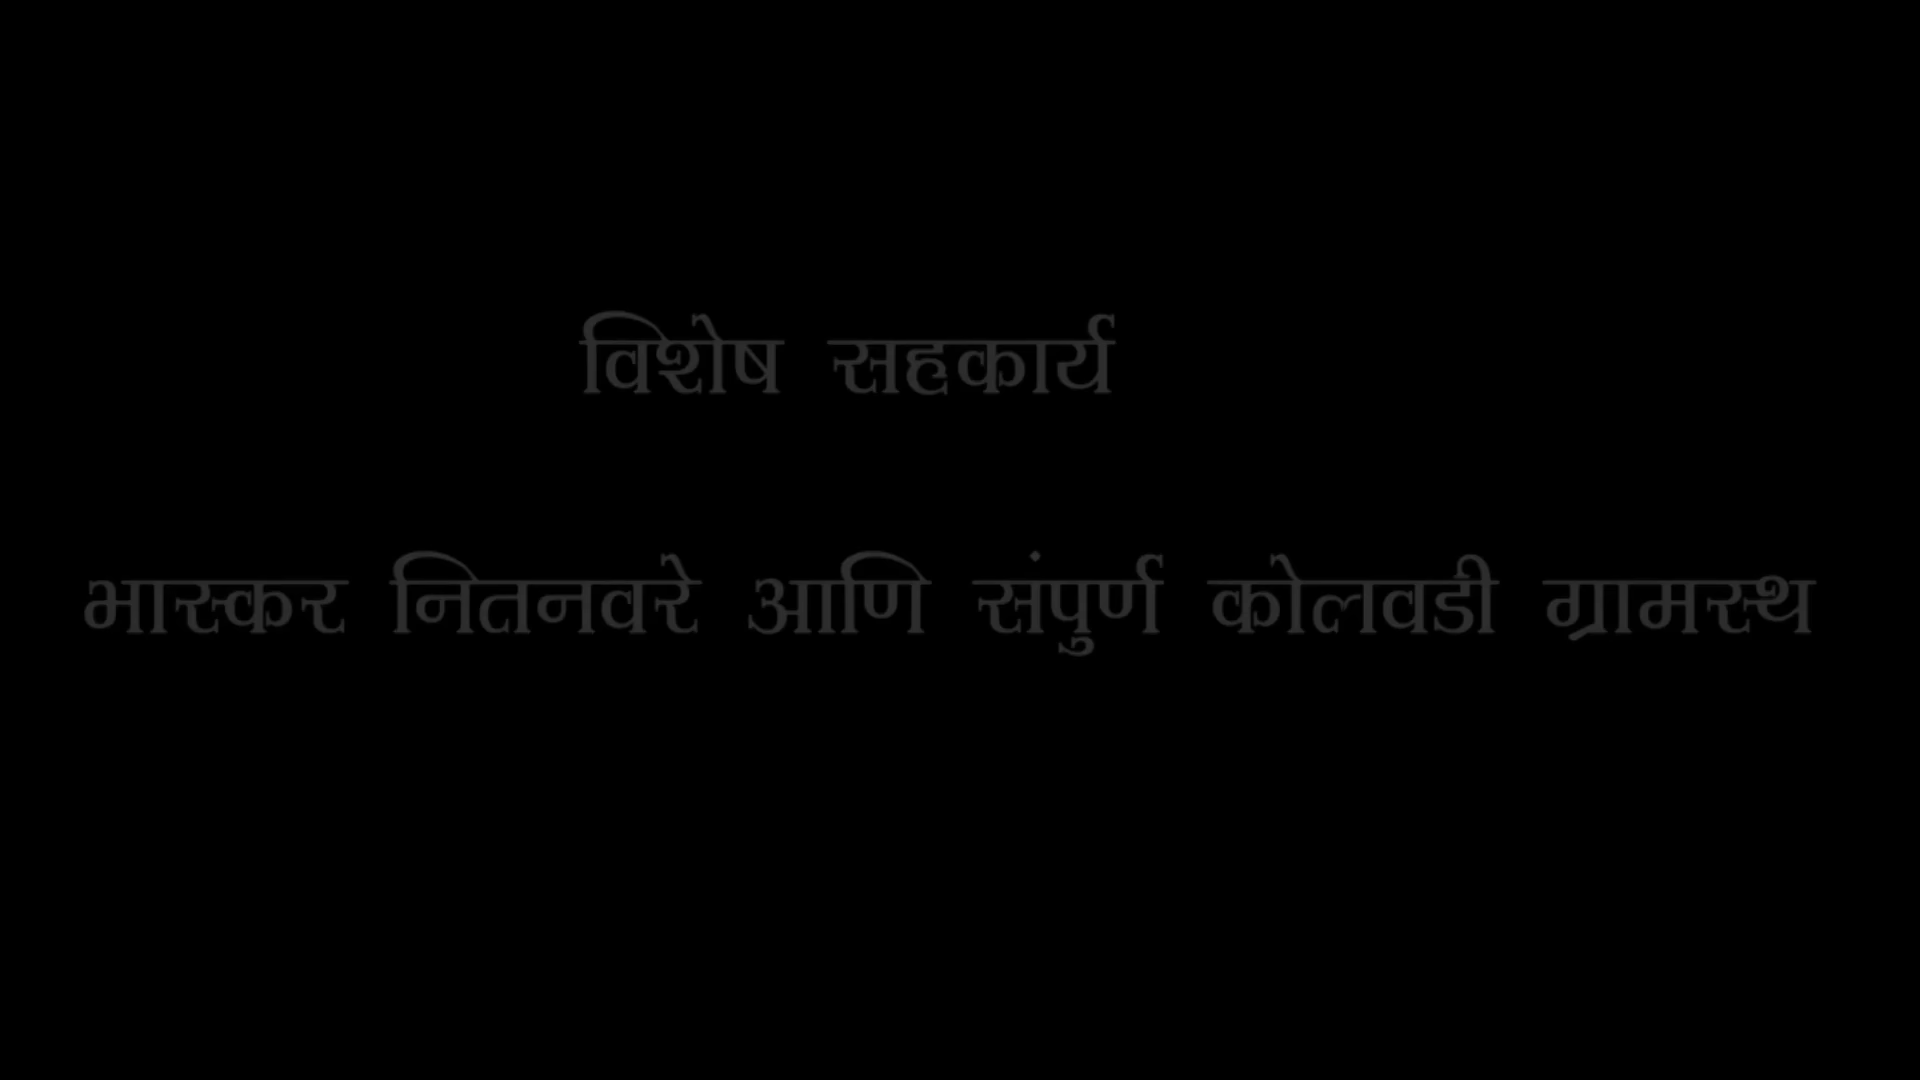 विशेष सहकार्य
भास्कर नितनवरे आणि संपुर्ण कोलवडी ग्रामस्थ